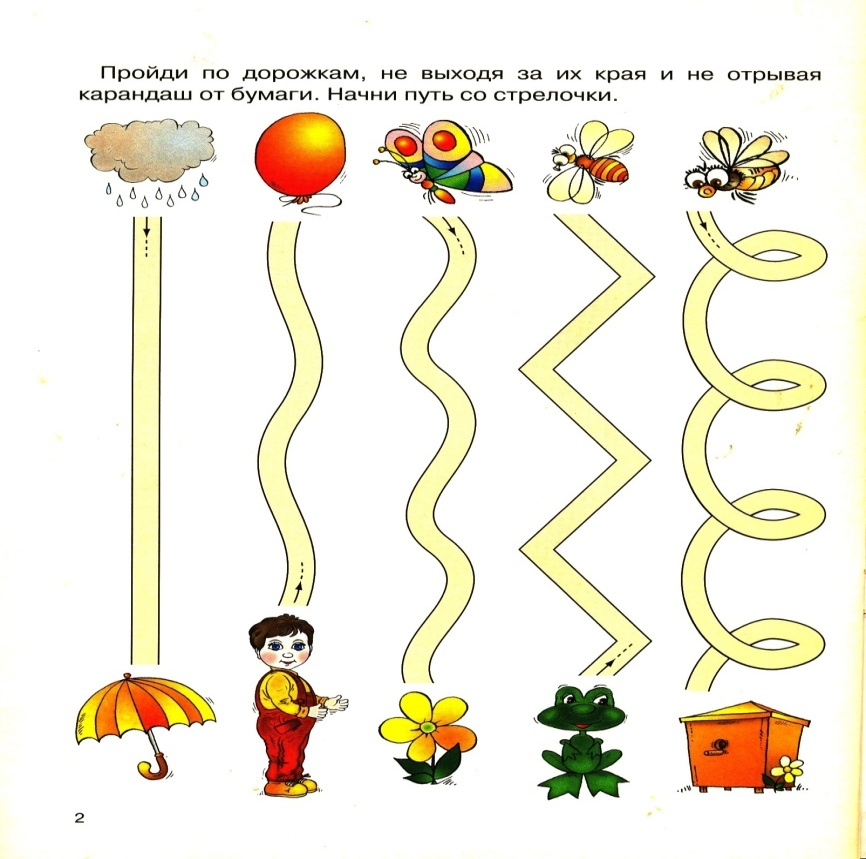 Пройди по дорожкам, не выходя за их края и не отрывая
карандаш от бумаги. Начни путь со стрелочки.
2